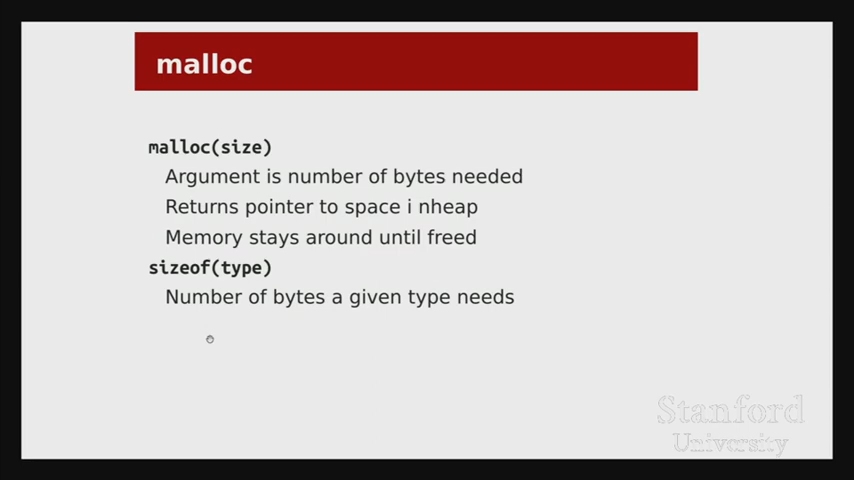 malloc
malloc(size)
Argument is number of bytes needed
Returns pointer to space i nheap
Memory stays around until freed
sizeof(type)
Number of bytes a given type needs
Stanford
University